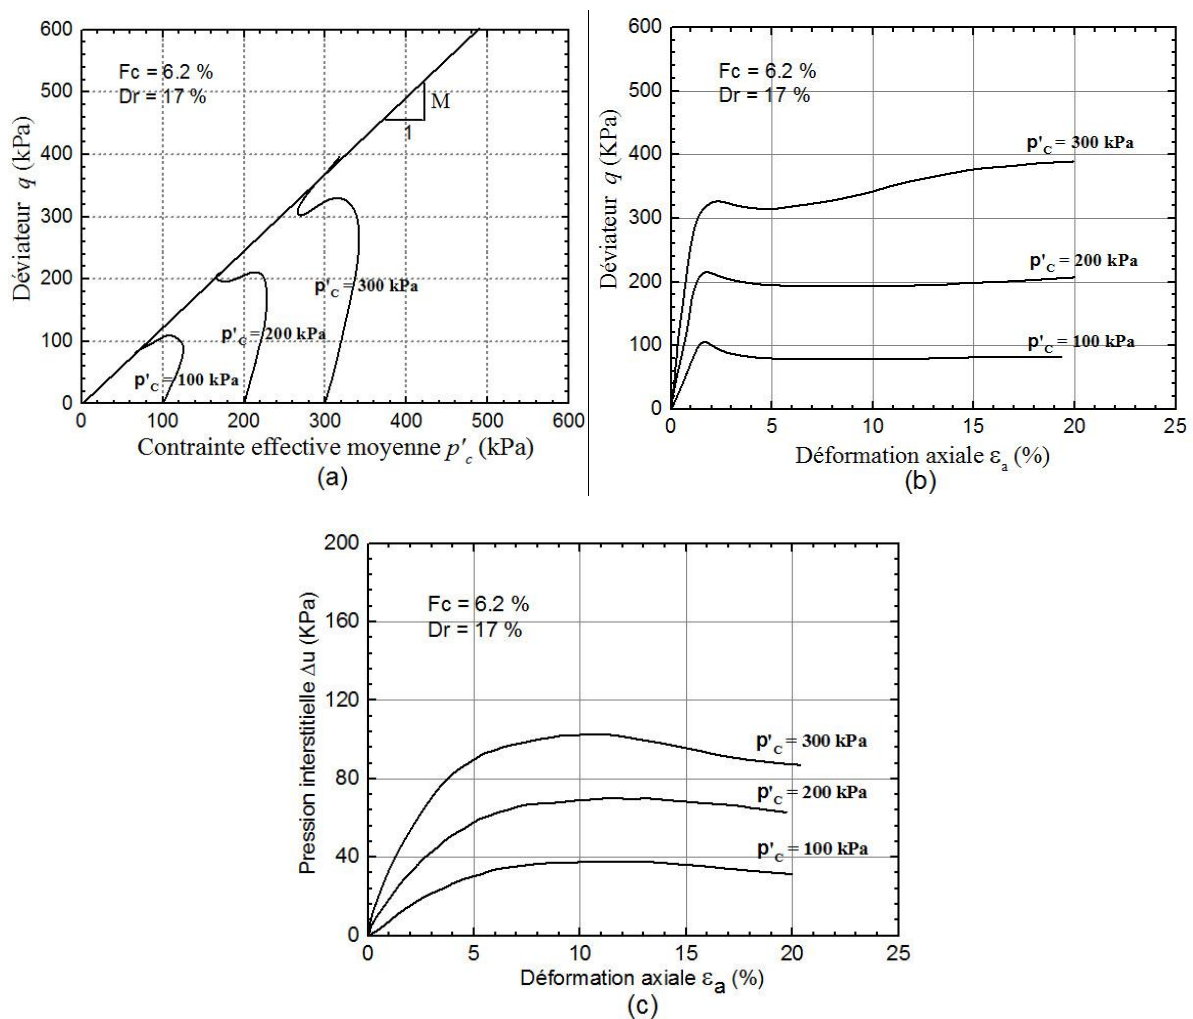 600
500
400
300
200
100
0
Déviateur q (kPa)
Fc = 6.2 %
Dr = 17 %
M
1
p'C = 300 kPa
p'C = 200 kPa
p'C = 100 kPa
0 100 200 300 400 500 600
Contrainte effective moyenne p'c (kPa)
(a)
600
500
400
300
200
100
0
Déviateur q (KPa)
Fc = 6.2 %
Dr = 17 %
p'C = 300 kPa
p'C = 200 kPa
p'C = 100 kPa
0 5 10 15 20 25
Déformation axiale εa (%)
(b)
200
160
120
80
40
0
Pression interstitielle Δu (KPa)
Fc = 6.2 %
Dr = 17 %
p'C = 300 kPa
p'C = 200 kPa
p'C = 100 kPa
0 5 10 15 20 25
Déformation axiale εa (%)
(c)